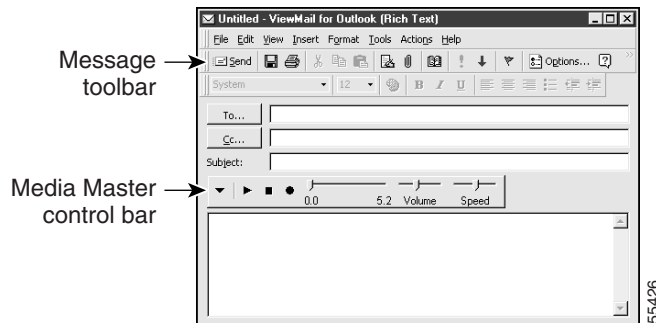 Untitled - ViewMail for Outlook (Rich Text)
File Edit View Insert Format Tools Actions Help
Message toolbar
Send Options...
System 12 B I U
To...
Cc...
Subject:
Media Master control bar
0.0 5.2 Volume Speed
55426